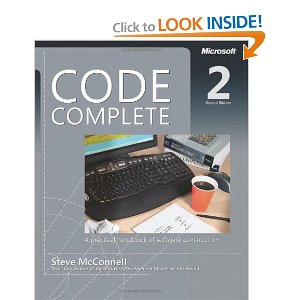 Click to
LOOK INSIDE!
Microsoft
CODE
COMPLETE
2
Second Edition
A practical handbook of software construction
Steve McConnell